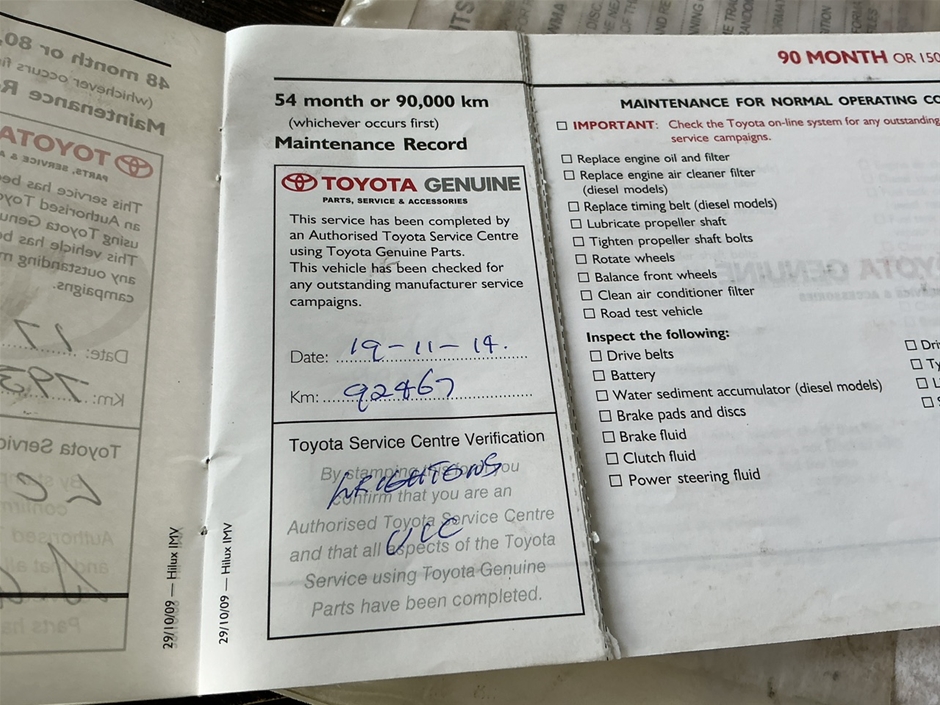 54 month or 90,000 km
(whichever occurs first)
Maintenance Record
TOYOTA GENUINE
PARTS, SERVICE & ACCESSORIES
This service has been completed by
an Authorised Toyota Service Centre
using Toyota Genuine Parts.
This vehicle has been checked for
any outstanding manufacturer service
campaigns.
Date: 19-11-14.
Km: 92467
Toyota Service Centre Verification
By stamping this form you
confirm that you are an
Authorised Toyota Service Centre
and that all aspects of the Toyota
Service using Toyota Genuine
Parts have been completed.
29/10/09 — Hilux IMV
29/10/09 — Hilux IMV
90 MONTH OR 150
MAINTENANCE FOR NORMAL OPERATING CO
IMPORTANT: Check the Toyota on-line system for any outstanding
service campaigns.
Replace engine oil and filter
Replace engine air cleaner filter
(diesel models)
Replace timing belt (diesel models)
Lubricate propeller shaft
Tighten propeller shaft bolts
Rotate wheels
Balance front wheels
Clean air conditioner filter
Road test vehicle
Inspect the following:
Drive belts
Battery
Water sediment accumulator (diesel models)
Brake pads and discs
Brake fluid
Clutch fluid
Power steering fluid
Dri
Ty
L
S
48 month or 80,
(whichever occurs fi
Maintenance R
TOYOTA
PARTS, SERVICE & A
This service has be
an Authorised Toy
using Toyota Genu
This vehicle has b
any outstanding m
campaigns.
Date: 17
Km: 793
Toyota Servi